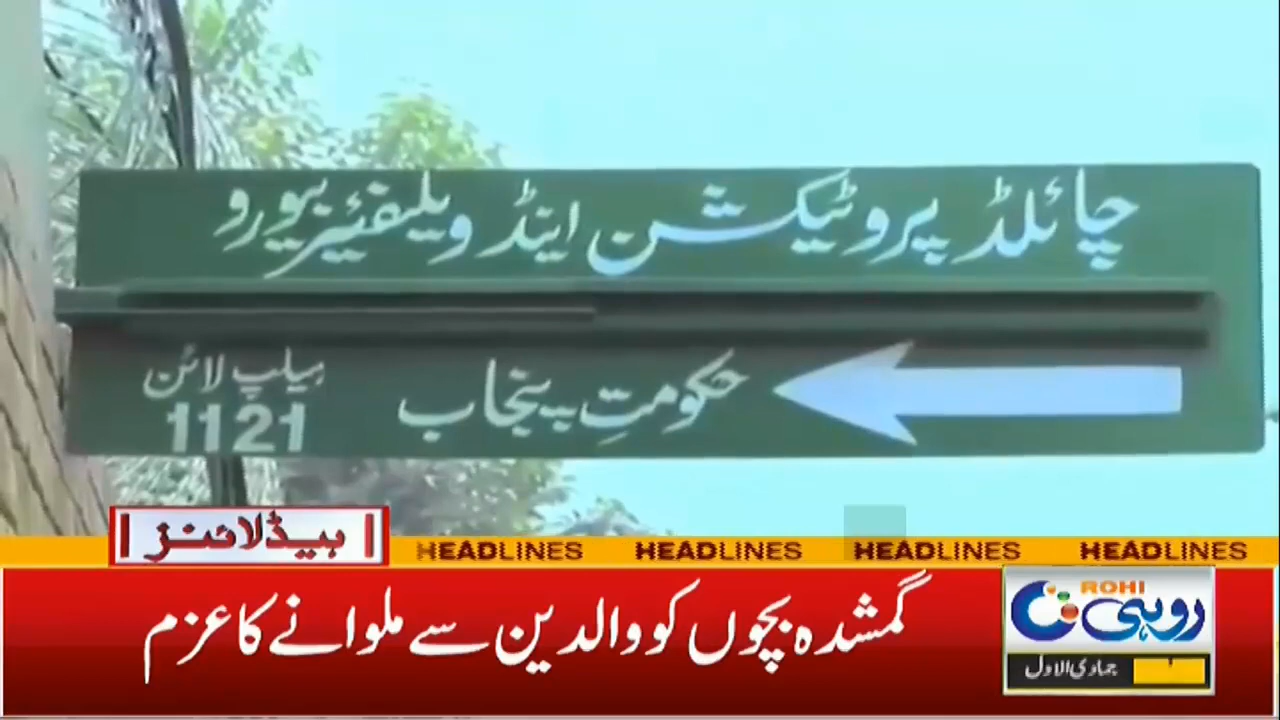 چائلڈ پروٹیکشن اینڈ ویلفیئر بیورو
حکومتِ پنجاب
ہیلپ لائن
1121
ہیڈلائنز
HEADLINES HEADLINES HEADLINES HEADLINES
گمشدہ بچوں کو والدین سے ملوانے کا عزم
ROHI
روہی
جمادی الاول